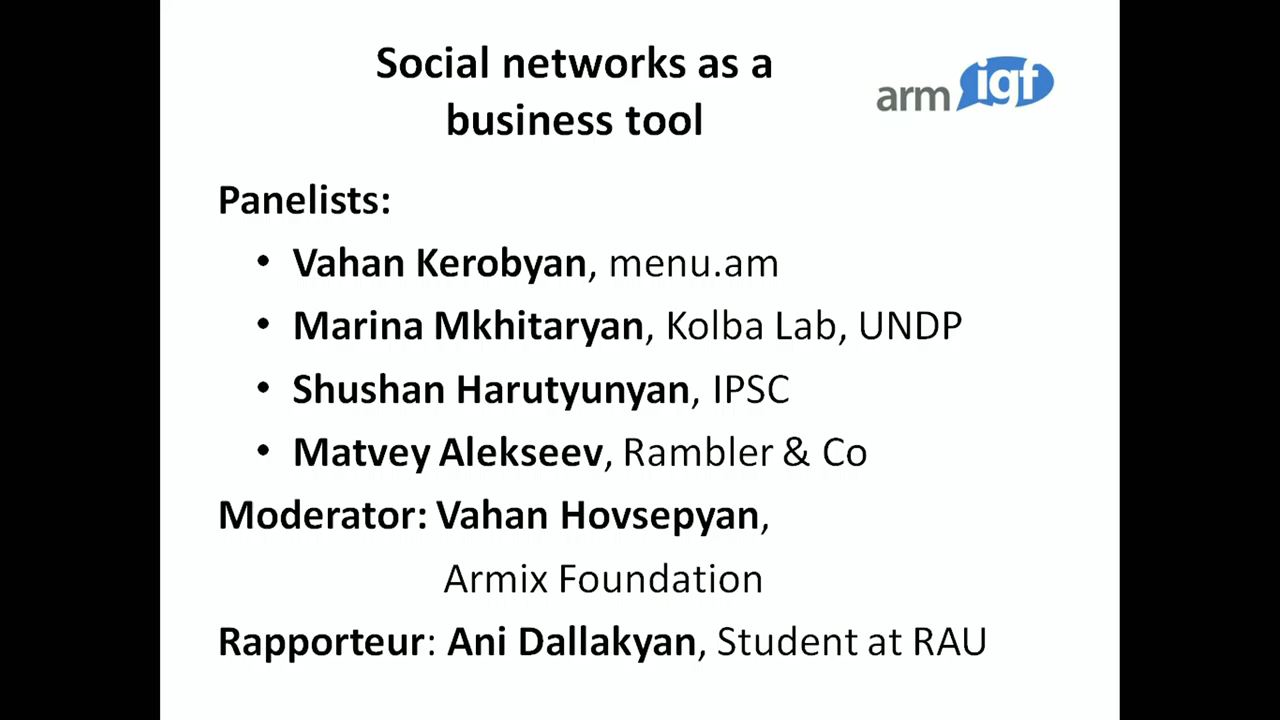 Social networks as a
business tool
arm igf
Panelists:
• Vahan Kerobyan, menu.am
• Marina Mkhitaryan, Kolba Lab, UNDP
• Shushan Harutyunyan, IPSC
• Matvey Alekseev, Rambler & Co
Moderator: Vahan Hovsepyan,
Armix Foundation
Rapporteur: Ani Dallakyan, Student at RAU